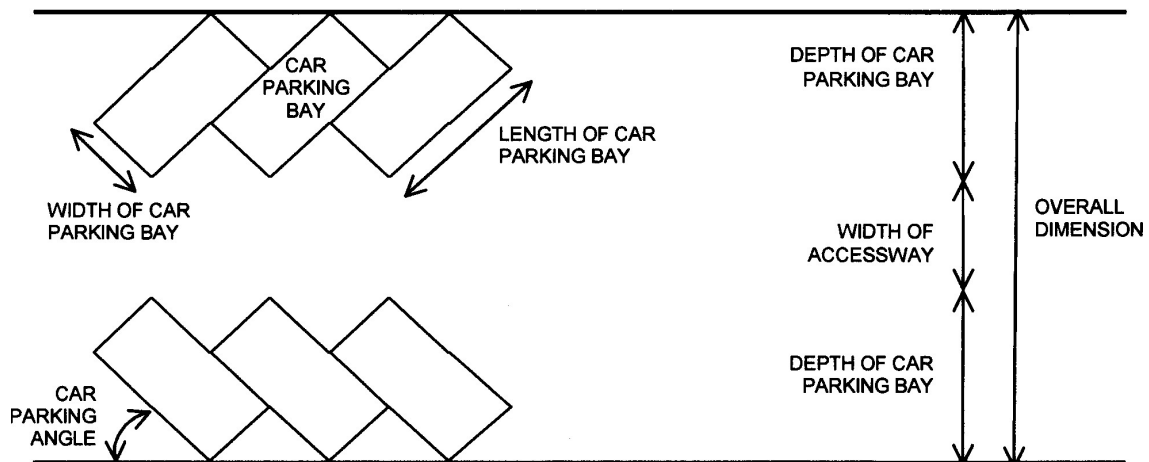 CAR
PARKING
BAY
DEPTH OF CAR
PARKING BAY
LENGTH OF CAR
PARKING BAY
WIDTH OF CAR
PARKING BAY
WIDTH OF
ACCESSWAY
OVERALL
DIMENSION
DEPTH OF CAR
PARKING BAY
CAR
PARKING
ANGLE